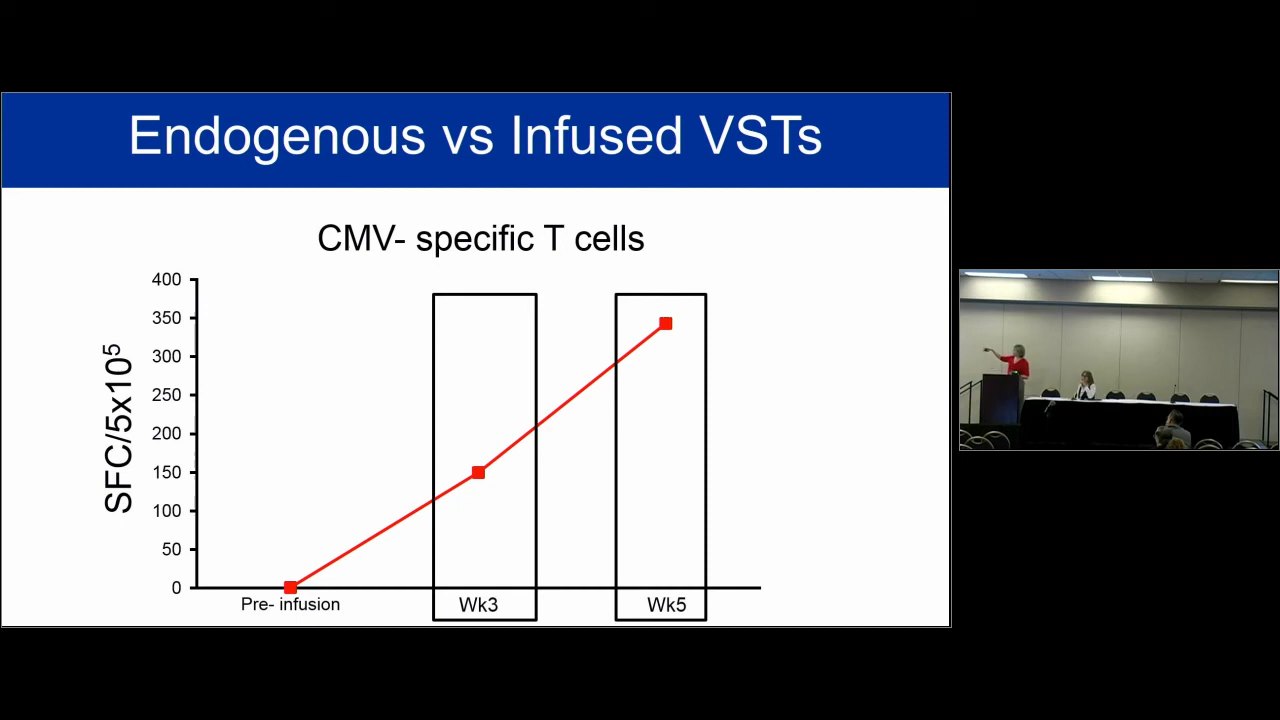 Endogenous vs Infused VSTs
CMV- specific T cells
SFC/5x10⁵
400
350
300
250
200
150
100
50
0
Pre- infusion
Wk3
Wk5